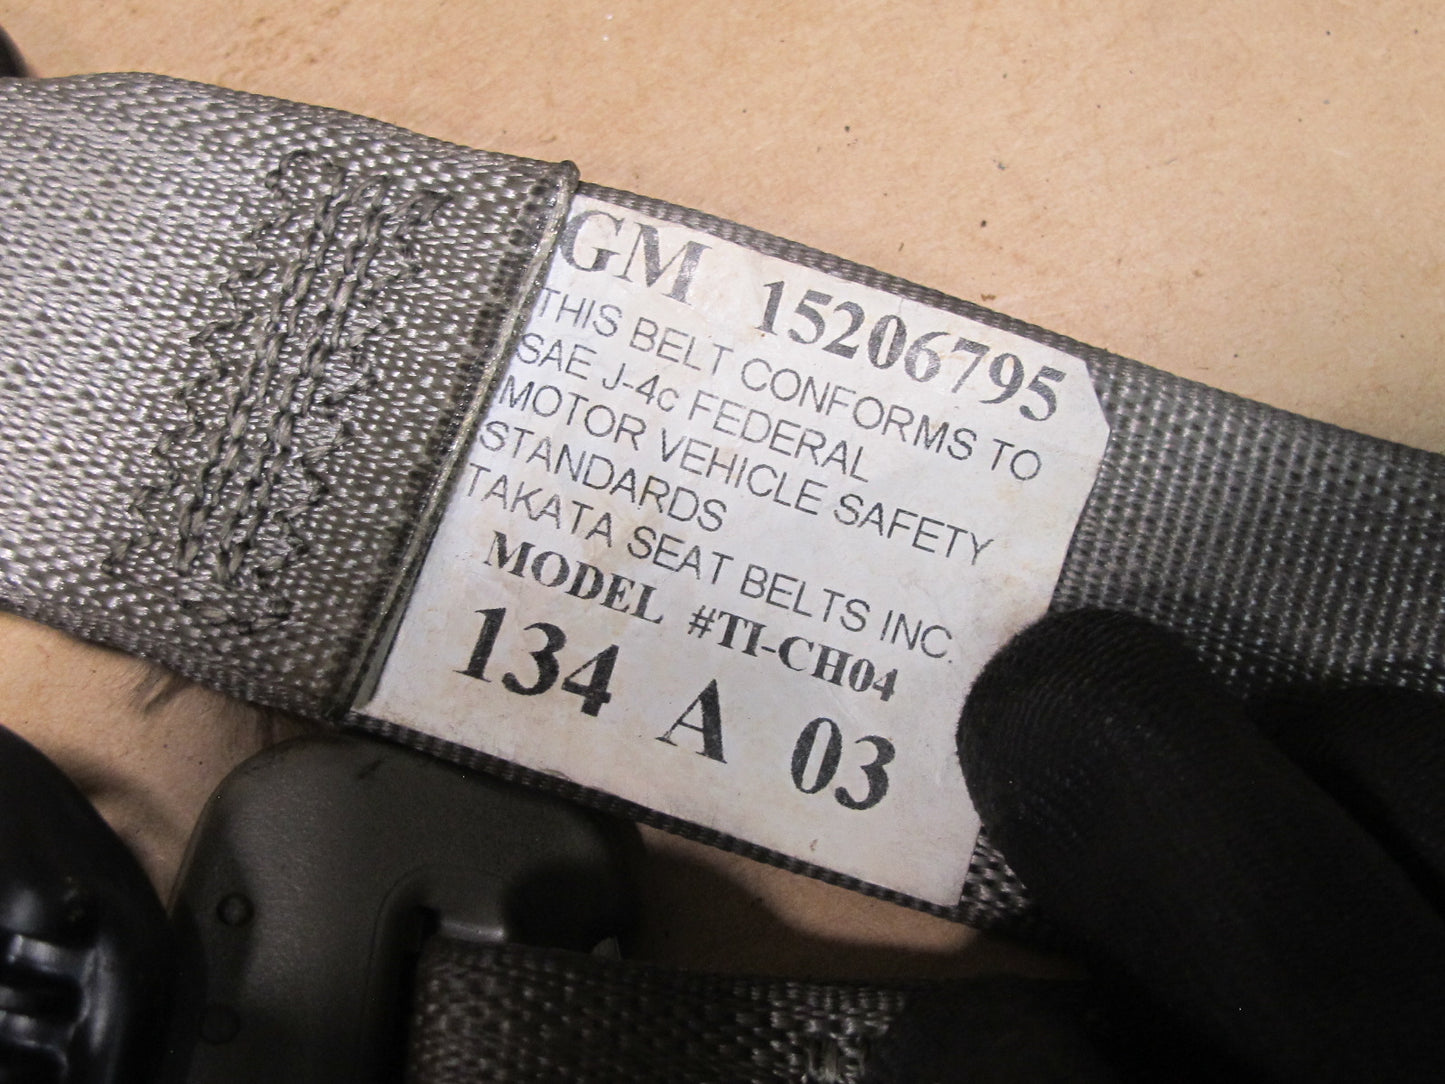 GM 15206795
THIS BELT CONFORMS TO
SAE J-4c FEDERAL
MOTOR VEHICLE SAFETY
STANDARDS
TAKATA SEAT BELTS INC.
MODEL #TI-CH04
134 A 03